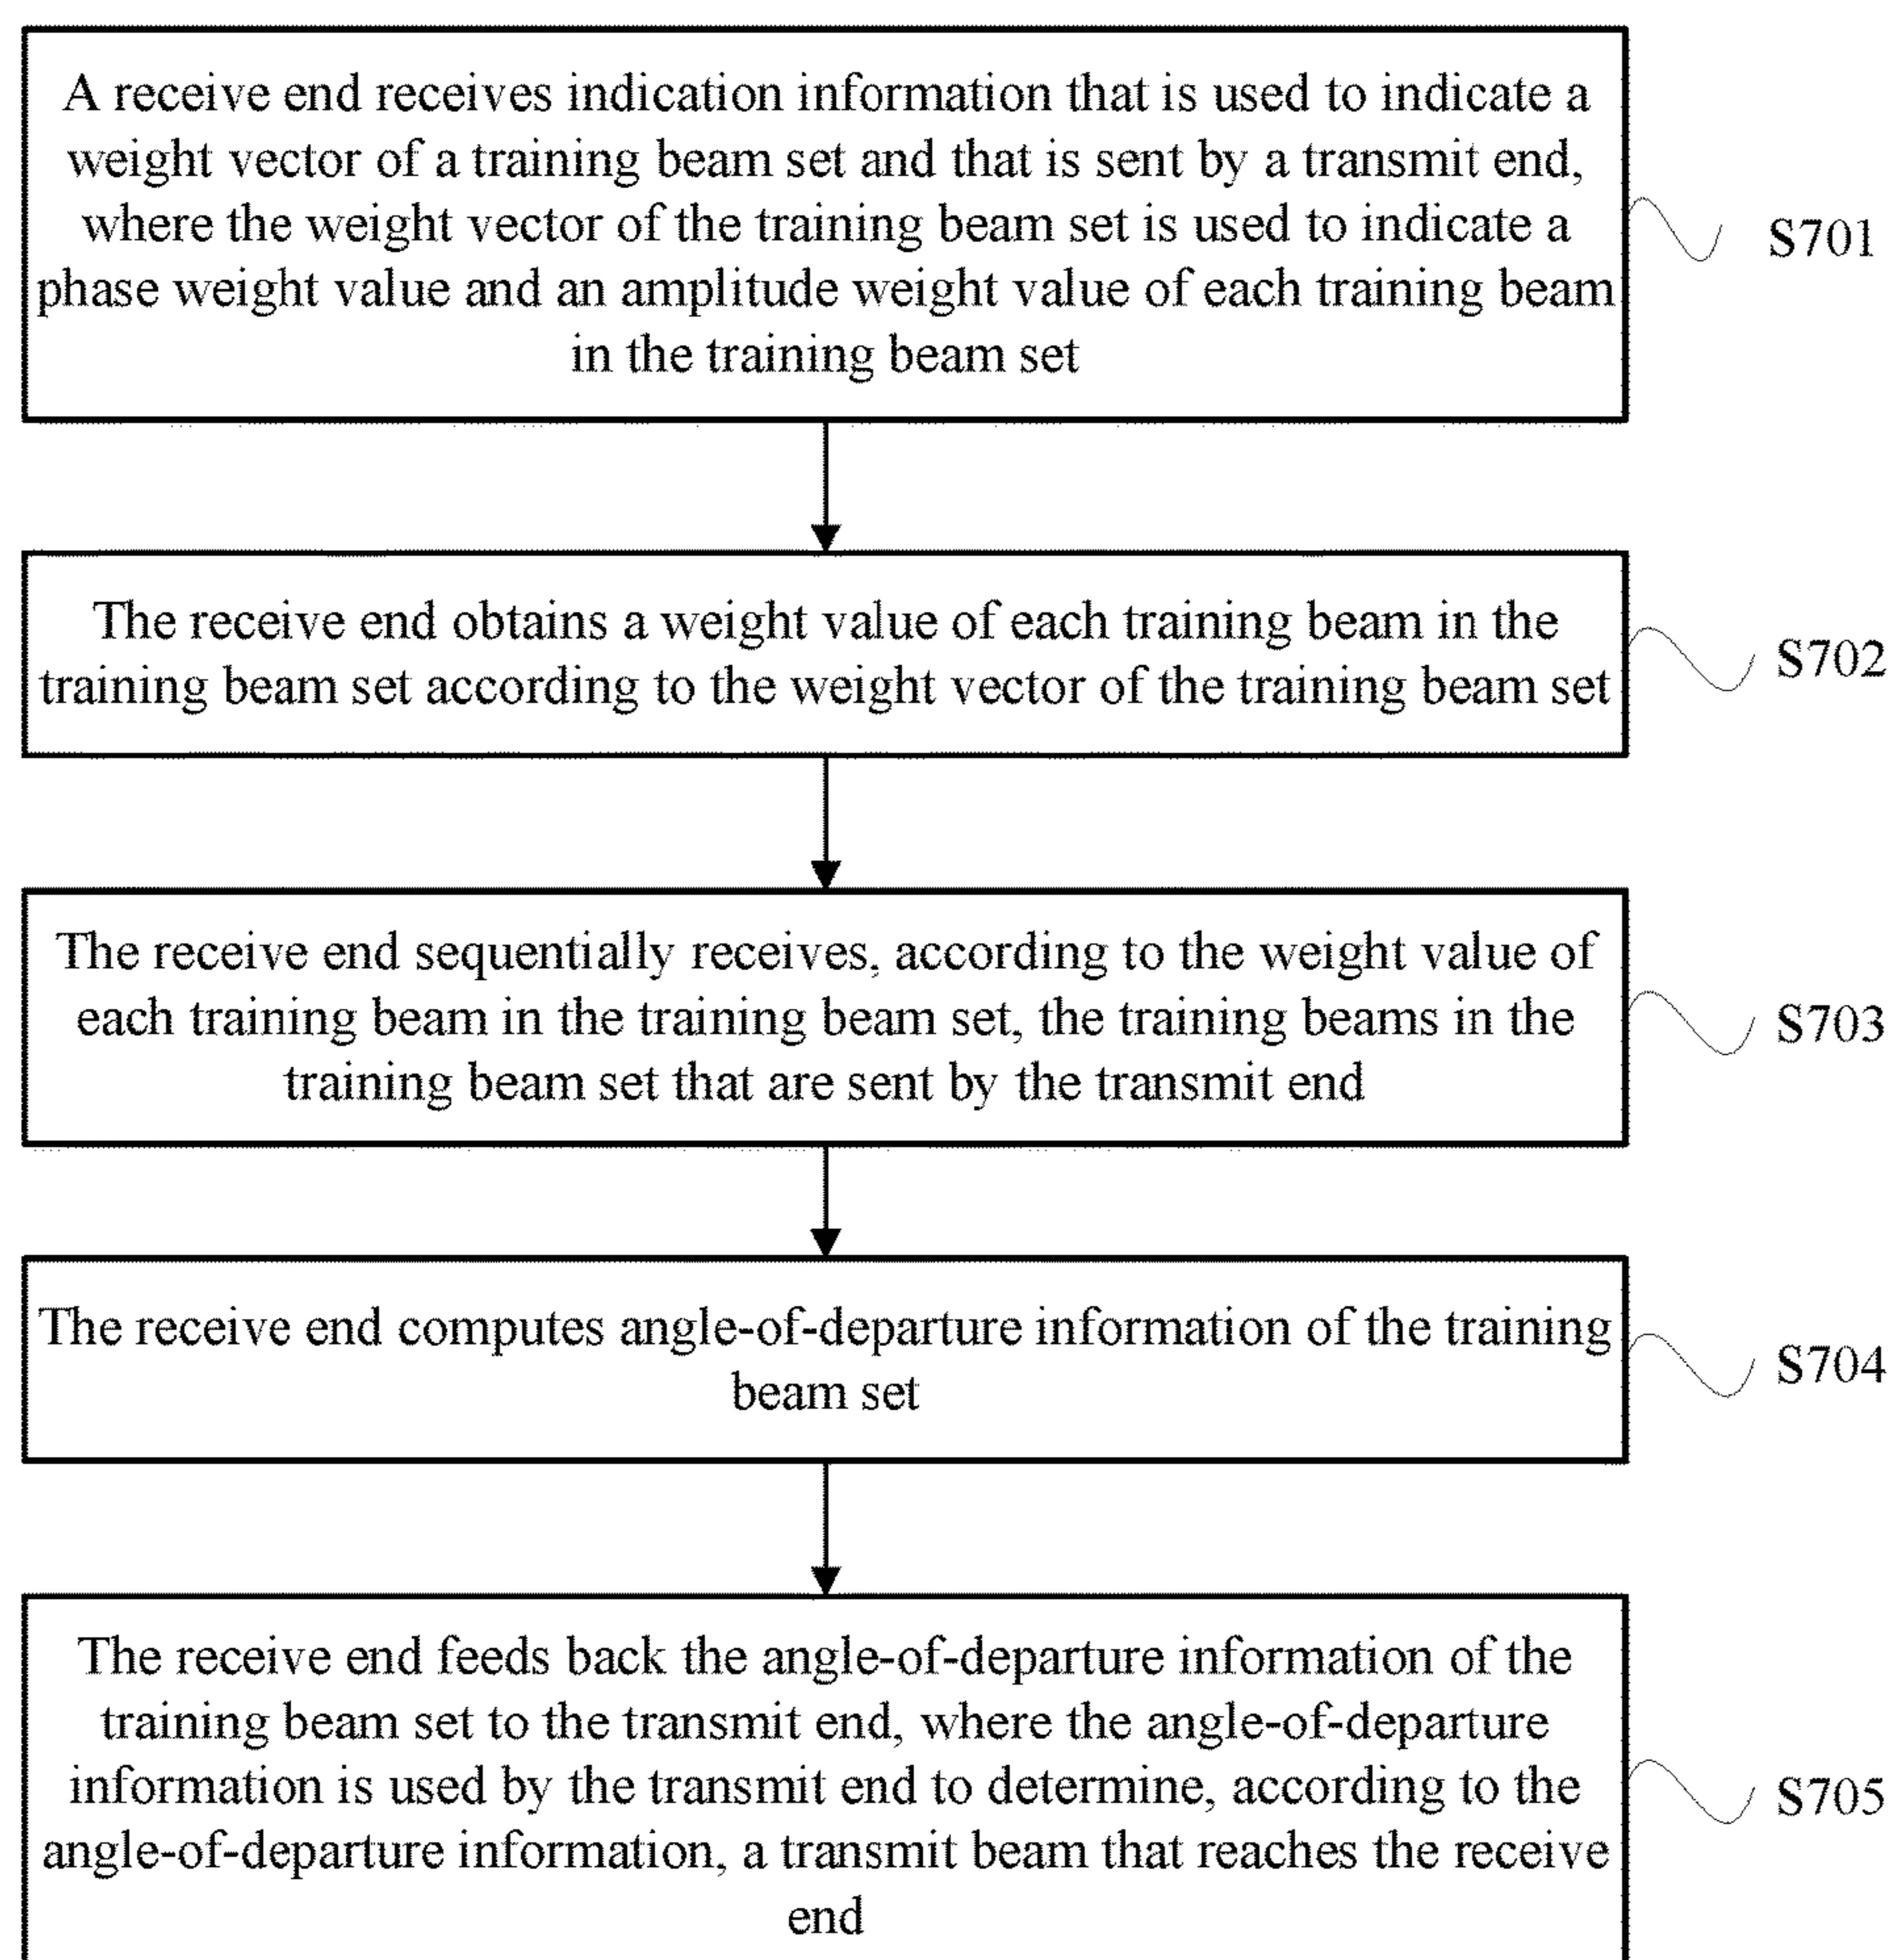 A receive end receives indication information that is used to indicate a
weight vector of a training beam set and that is sent by a transmit end,
where the weight vector of the training beam set is used to indicate a
phase weight value and an amplitude weight value of each training beam
in the training beam set
S701
The receive end obtains a weight value of each training beam in the
training beam set according to the weight vector of the training beam set
S702
The receive end sequentially receives, according to the weight value of
each training beam in the training beam set, the training beams in the
training beam set that are sent by the transmit end
S703
The receive end computes angle-of-departure information of the training
beam set
S704
The receive end feeds back the angle-of-departure information of the
training beam set to the transmit end, where the angle-of-departure
information is used by the transmit end to determine, according to the
angle-of-departure information, a transmit beam that reaches the receive
end
S705